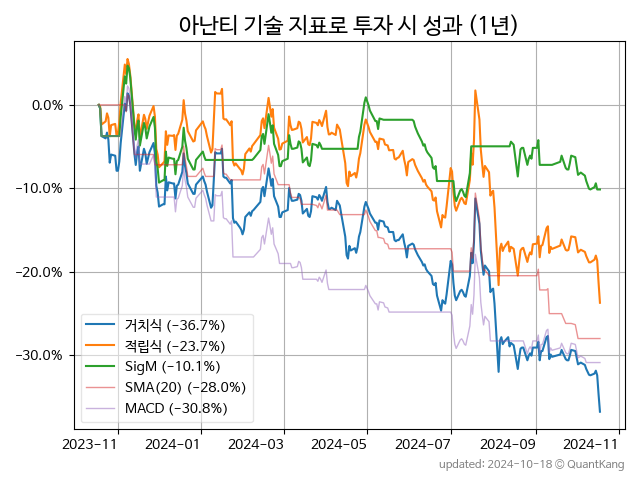 아난티 기술 지표로 투자 시 성과 (1년)
0.0%
−10.0%
−20.0%
−30.0%
거치식 (−36.7%)
적립식 (−23.7%)
SigM (−10.1%)
SMA(20) (−28.0%)
MACD (−30.8%)
2023-11 2024-01 2024-03 2024-05 2024-07 2024-09 2024-11
updated: 2024-10-18 © QuantKang